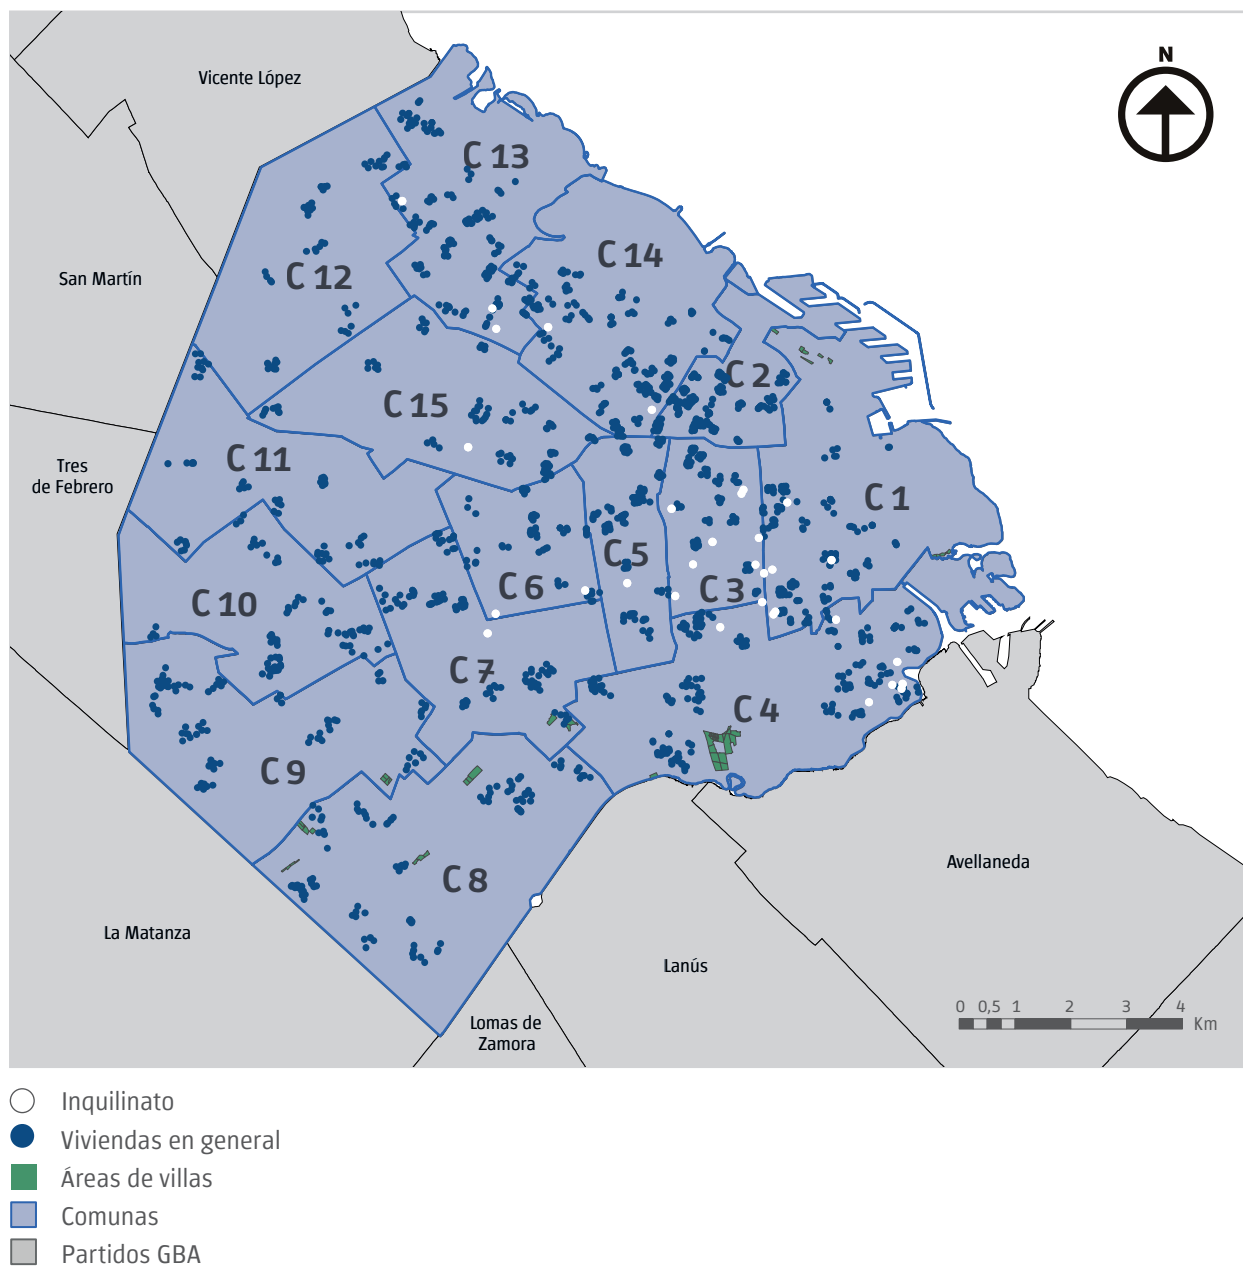 N
Vicente López
C 13
C 14
San Martín
C 12
C 2
C 15
Tres
de Febrero
C 11
C 1
C 5
C 6
C 3
C 10
C 7
C 4
C 9
C 8
Avellaneda
La Matanza
Lanús
Lomas de
Zamora
0 0,5 1 2 3 4
Km
Inquilinato
Viviendas en general
Áreas de villas
Comunas
Partidos GBA